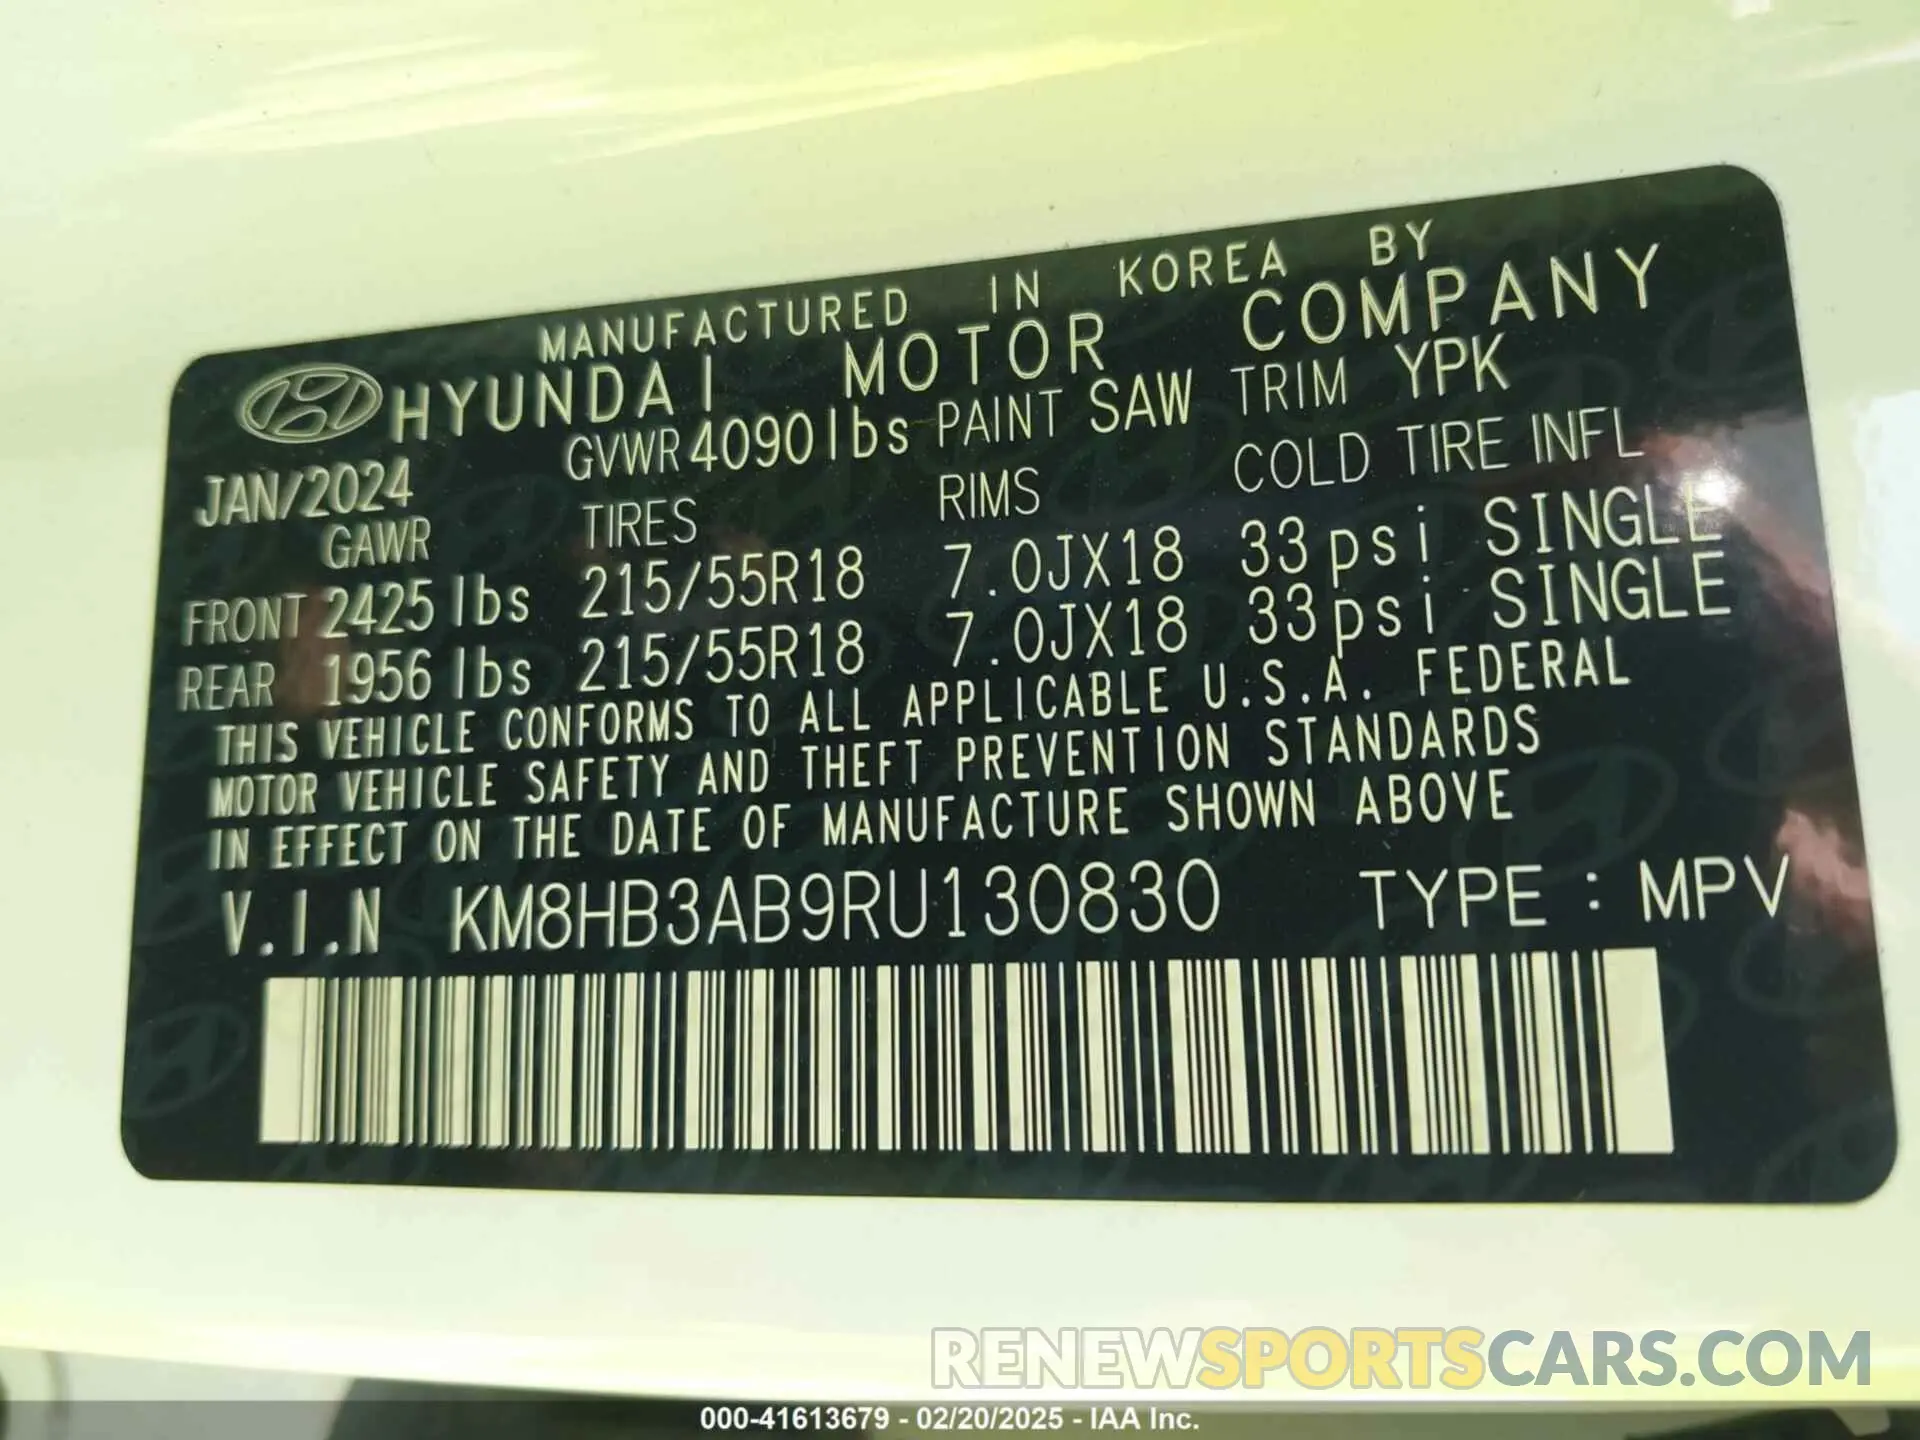 MANUFACTURED IN KOREA BY
HYUNDAI MOTOR COMPANY
JAN/2024 GVWR 4090lbs PAINT SAW TRIM YPK
GAWR TIRES RIMS COLD TIRE INFL
FRONT 2425 lbs 215/55R18 7.0JX18 33psi SINGLE
REAR 1956 lbs 215/55R18 7.0JX18 33psi SINGLE
THIS VEHICLE CONFORMS TO ALL APPLICABLE U.S.A. FEDERAL
MOTOR VEHICLE SAFETY AND THEFT PREVENTION STANDARDS
IN EFFECT ON THE DATE OF MANUFACTURE SHOWN ABOVE
V.I.N KM8HB3AB9RU130830 TYPE : MPV
RENEWSPORTSCARS.COM
000-41613679 - 02/20/2025 - IAA Inc.